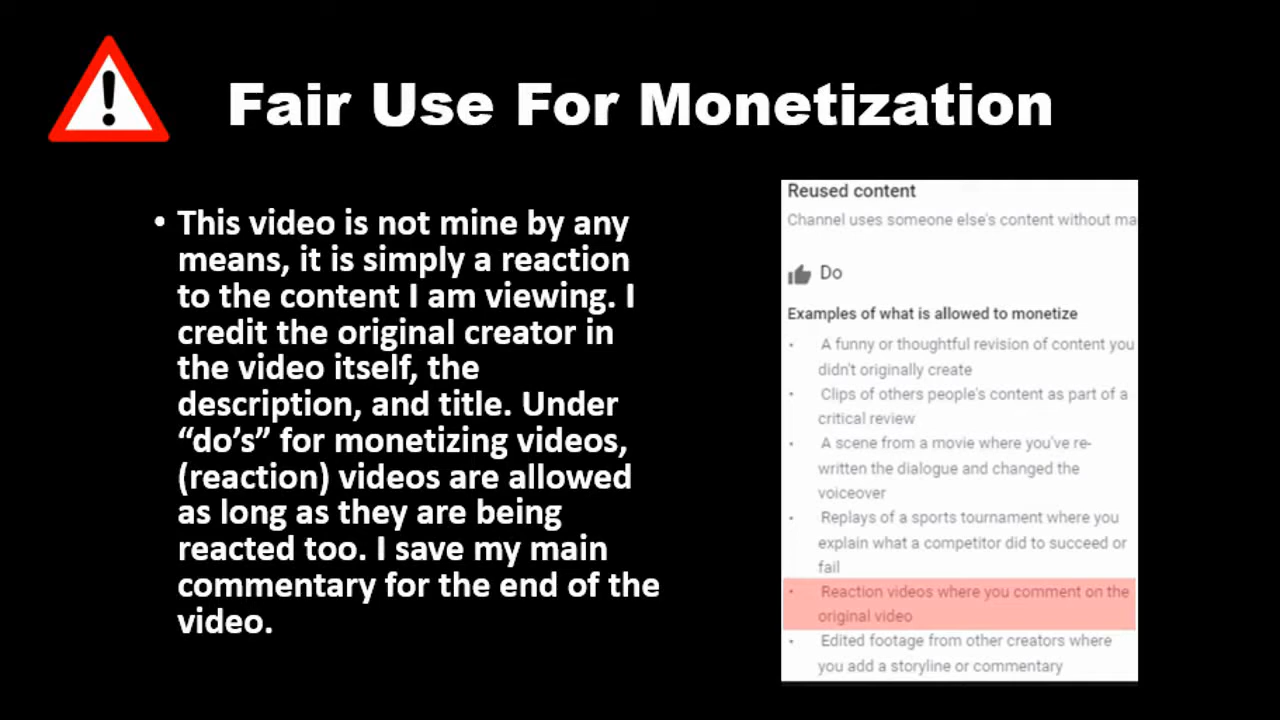 Fair Use For Monetization
• This video is not mine by any
means, it is simply a reaction
to the content I am viewing. I
credit the original creator in
the video itself, the
description, and title. Under
“do’s” for monetizing videos,
(reaction) videos are allowed
as long as they are being
reacted too. I save my main
commentary for the end of the
video.
Reused content
Channel uses someone else's content without ma
Do
Examples of what is allowed to monetize
• A funny or thoughtful revision of content you
didn't originally create
• Clips of others people's content as part of a
critical review
• A scene from a movie where you've re-
written the dialogue and changed the
voiceover
• Replays of a sports tournament where you
explain what a competitor did to succeed or
fail
• Reaction videos where you comment on the
original video
• Edited footage from other creators where
you add a storyline or commentary